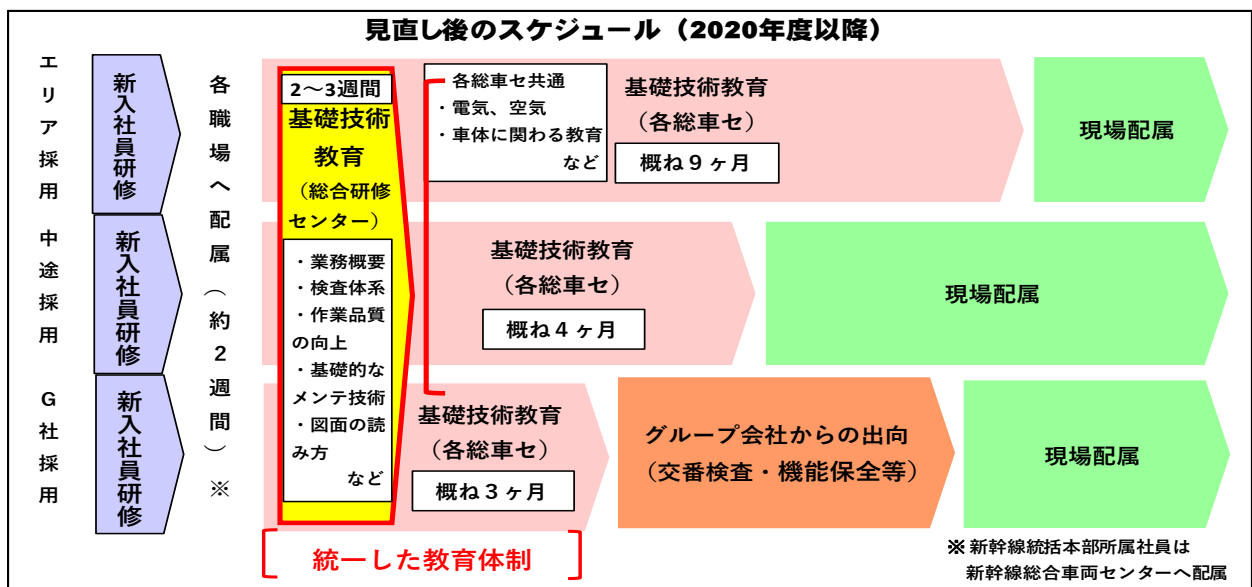 見直し後のスケジュール（2020年度以降）
エリア採用
新入社員研修
中途採用
新入社員研修
G社採用
新入社員研修
各職場へ配属（約2週間）※
2〜3週間
基礎技術
教育
（総合研修
センター）
・業務概要
・検査体系
・作業品質
の向上
・基礎的な
メンテ技術
・図面の読
み方
など
各総車セ共通
・電気、空気
・車体に関わる教育
など
基礎技術教育
（各総車セ）
概ね９ヶ月
現場配属
基礎技術教育
（各総車セ）
概ね４ヶ月
現場配属
基礎技術教育
（各総車セ）
概ね３ヶ月
グループ会社からの出向
（交番検査・機能保全等）
現場配属
統一した教育体制
※ 新幹線統括本部所属社員は
新幹線総合車両センターへ配属